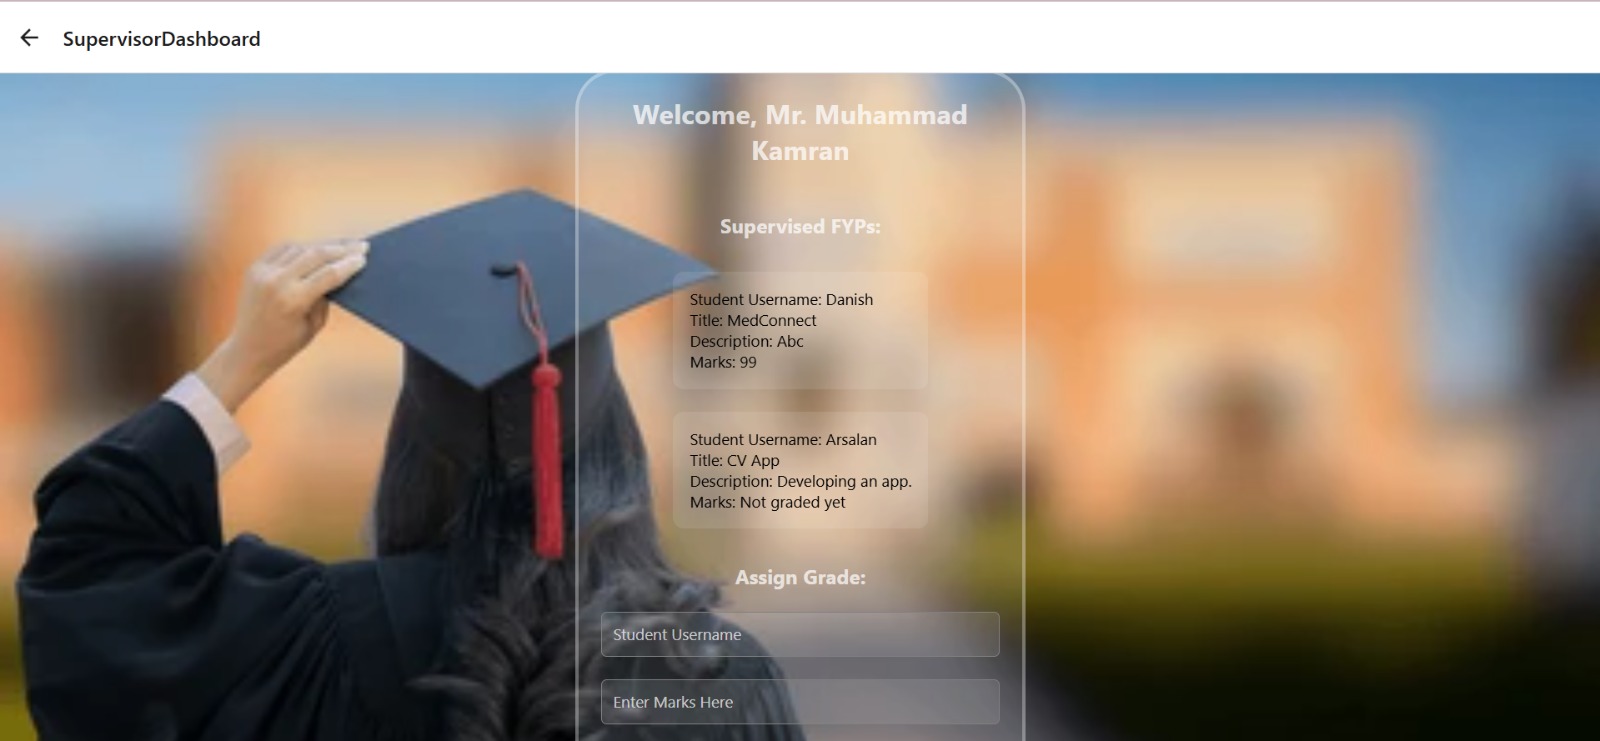 SupervisorDashboard
Welcome, Mr. Muhammad
Kamran
Supervised FYPs:
Student Username: Danish
Title: MedConnect
Description: Abc
Marks: 99
Student Username: Arsalan
Title: CV App
Description: Developing an app.
Marks: Not graded yet
Assign Grade:
Student Username
Enter Marks Here